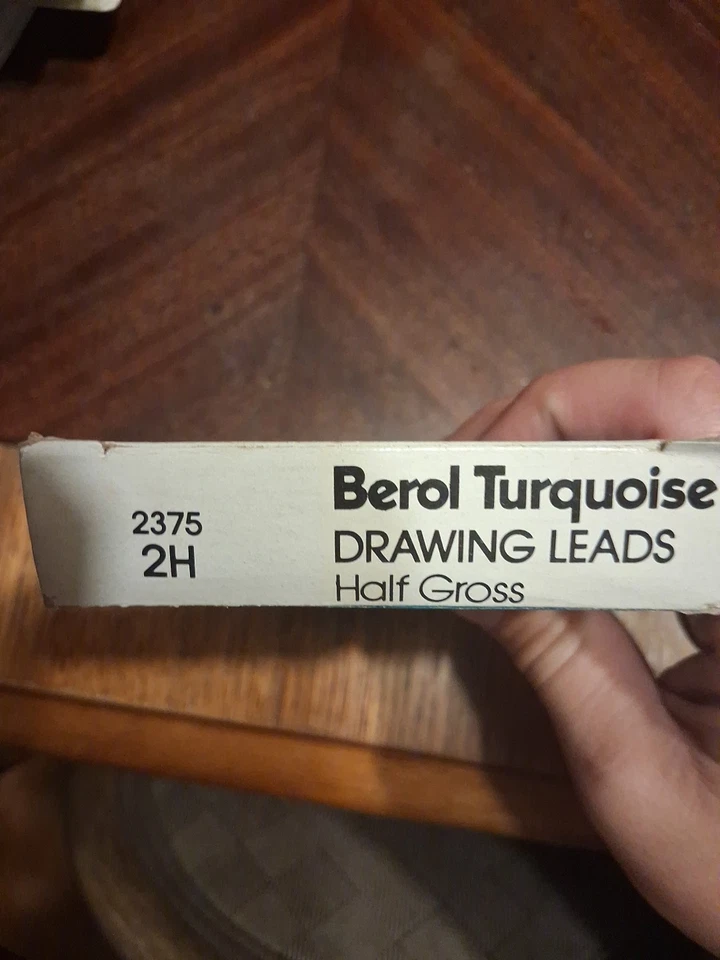 2375
2H
Berol Turquoise
DRAWING LEADS
Half Gross